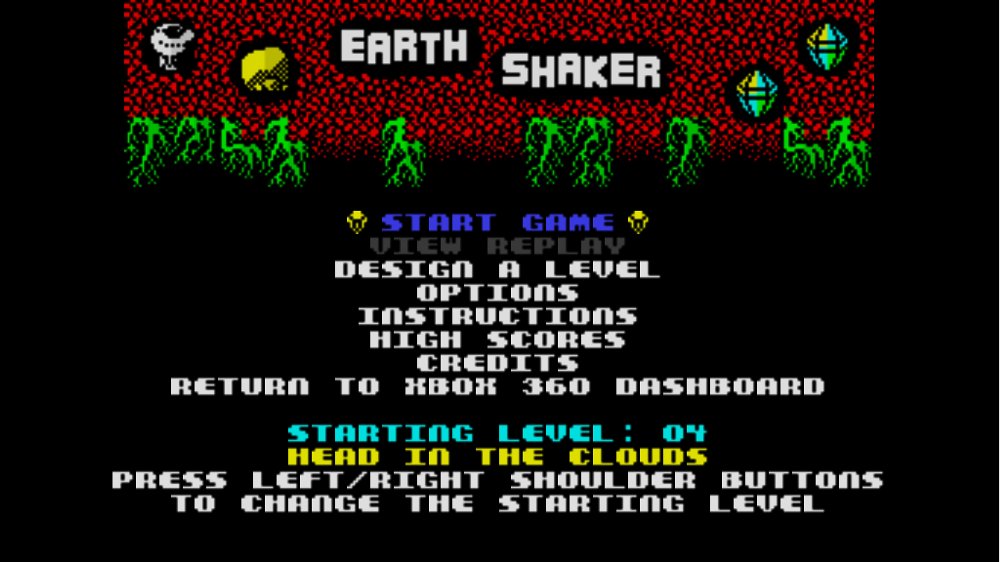 EARTH
SHAKER
START GAME
VIEW REPLAY
DESIGN A LEVEL
OPTIONS
INSTRUCTIONS
HIGH SCORES
CREDITS
RETURN TO XBOX 360 DASHBOARD
STARTING LEVEL: 04
HEAD IN THE CLOUDS
PRESS LEFT/RIGHT SHOULDER BUTTONS
TO CHANGE THE STARTING LEVEL